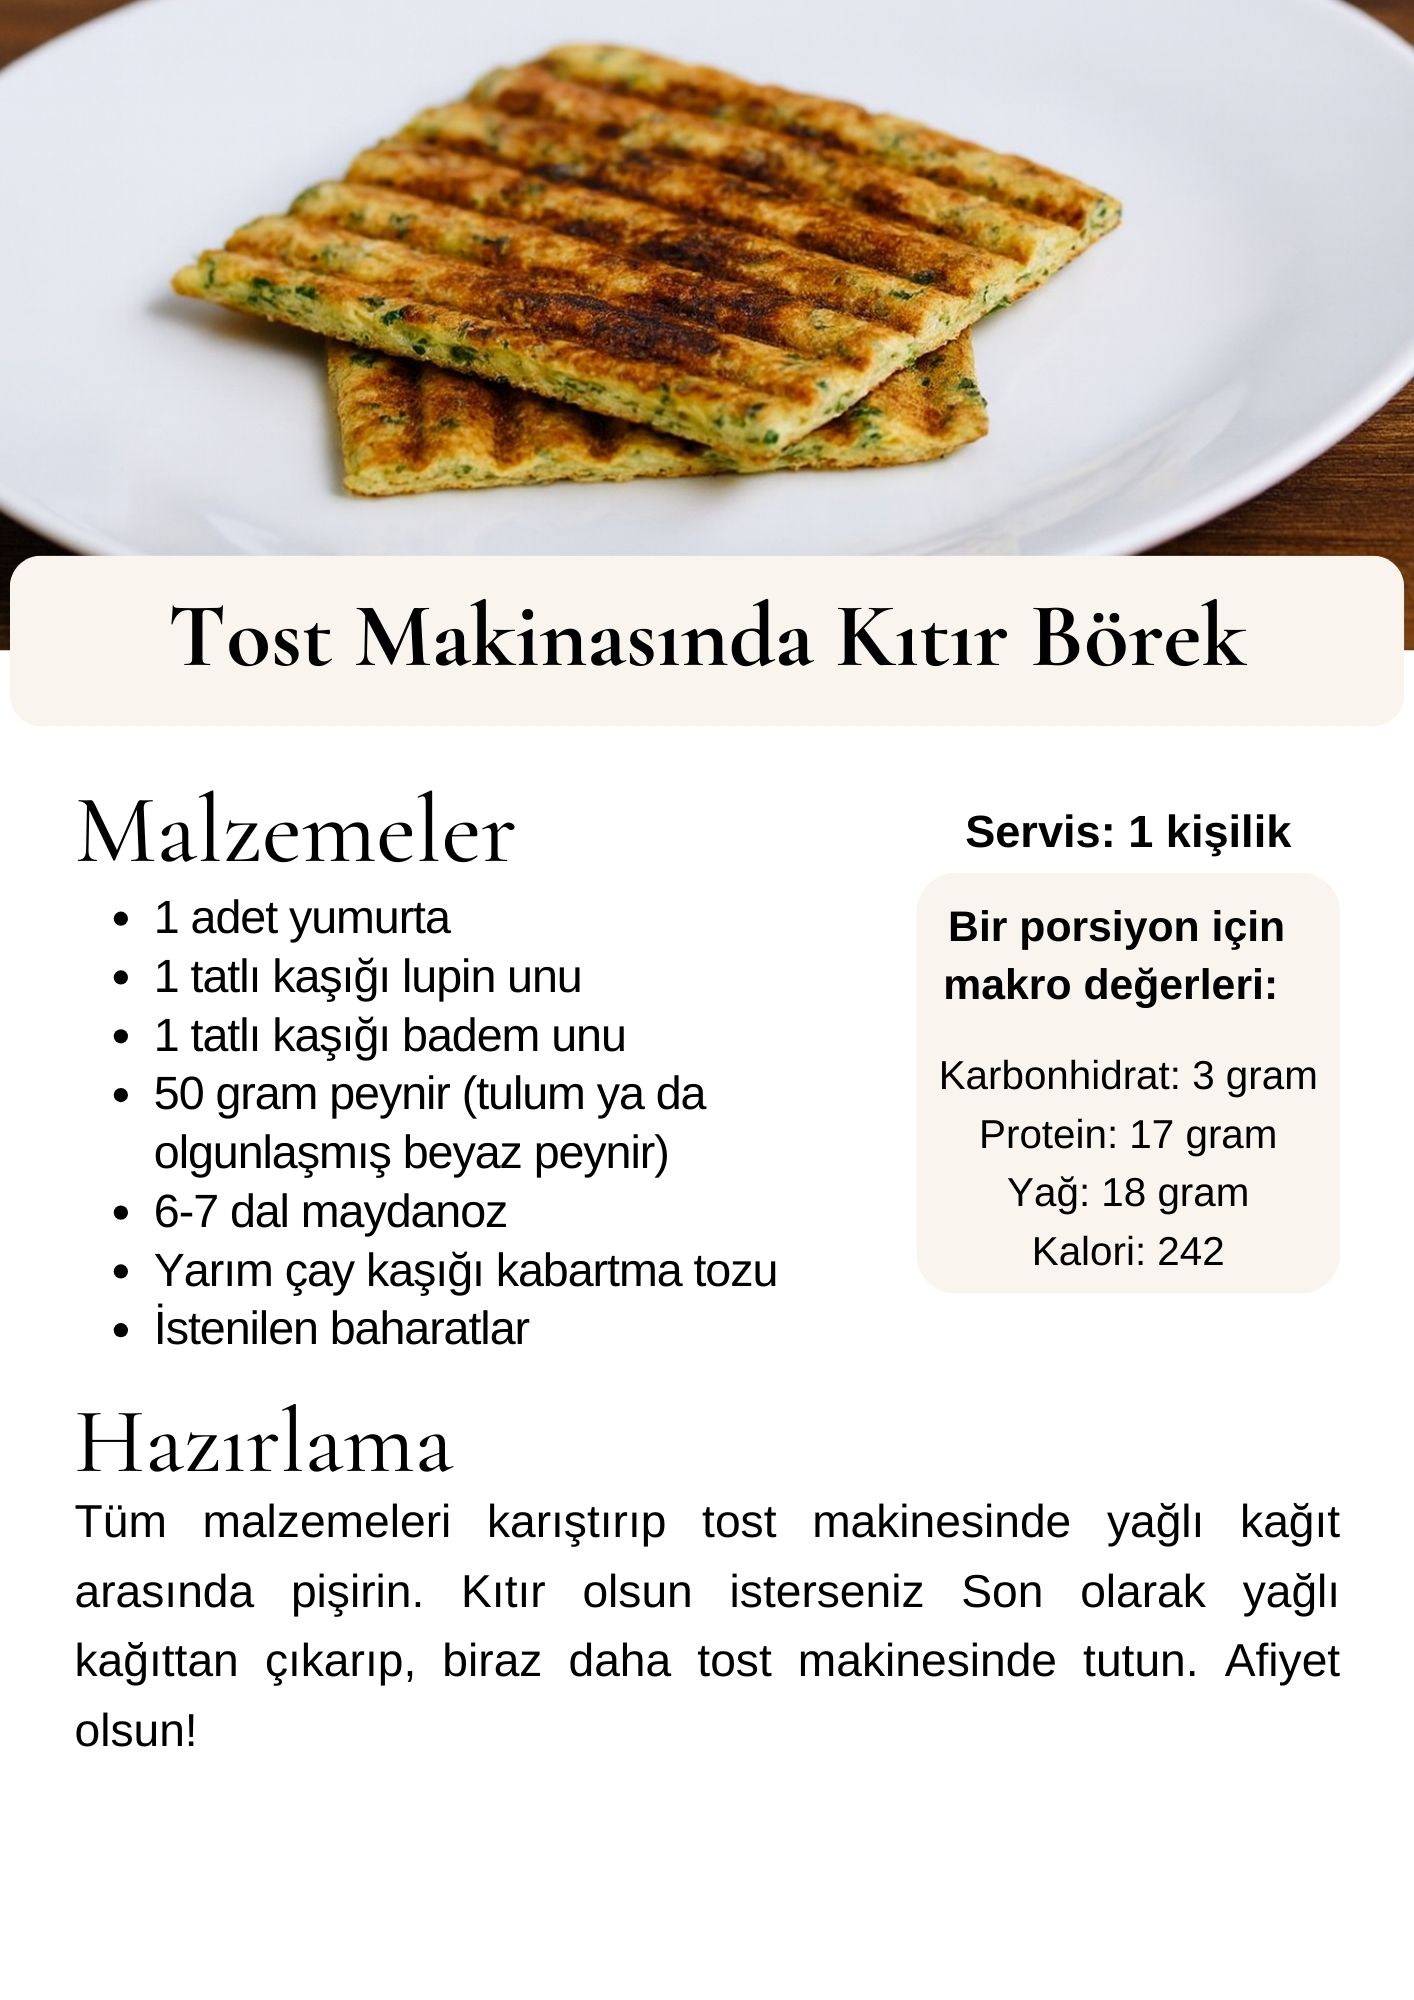 Tost Makinasında Kıtır Börek
Malzemeler
1 adet yumurta
1 tatlı kaşığı lupin unu
1 tatlı kaşığı badem unu
50 gram peynir (tulum ya da
olgunlaşmış beyaz peynir)
6-7 dal maydanoz
Yarım çay kaşığı kabartma tozu
İstenilen baharatlar
Servis: 1 kişilik
Bir porsiyon için
makro değerleri:
Karbonhidrat: 3 gram
Protein: 17 gram
Yağ: 18 gram
Kalori: 242
Hazırlama
Tüm malzemeleri karıştırıp tost makinesinde yağlı kağıt
arasında pişirin. Kıtır olsun isterseniz Son olarak yağlı
kağıttan çıkarıp, biraz daha tost makinesinde tutun. Afiyet
olsun!